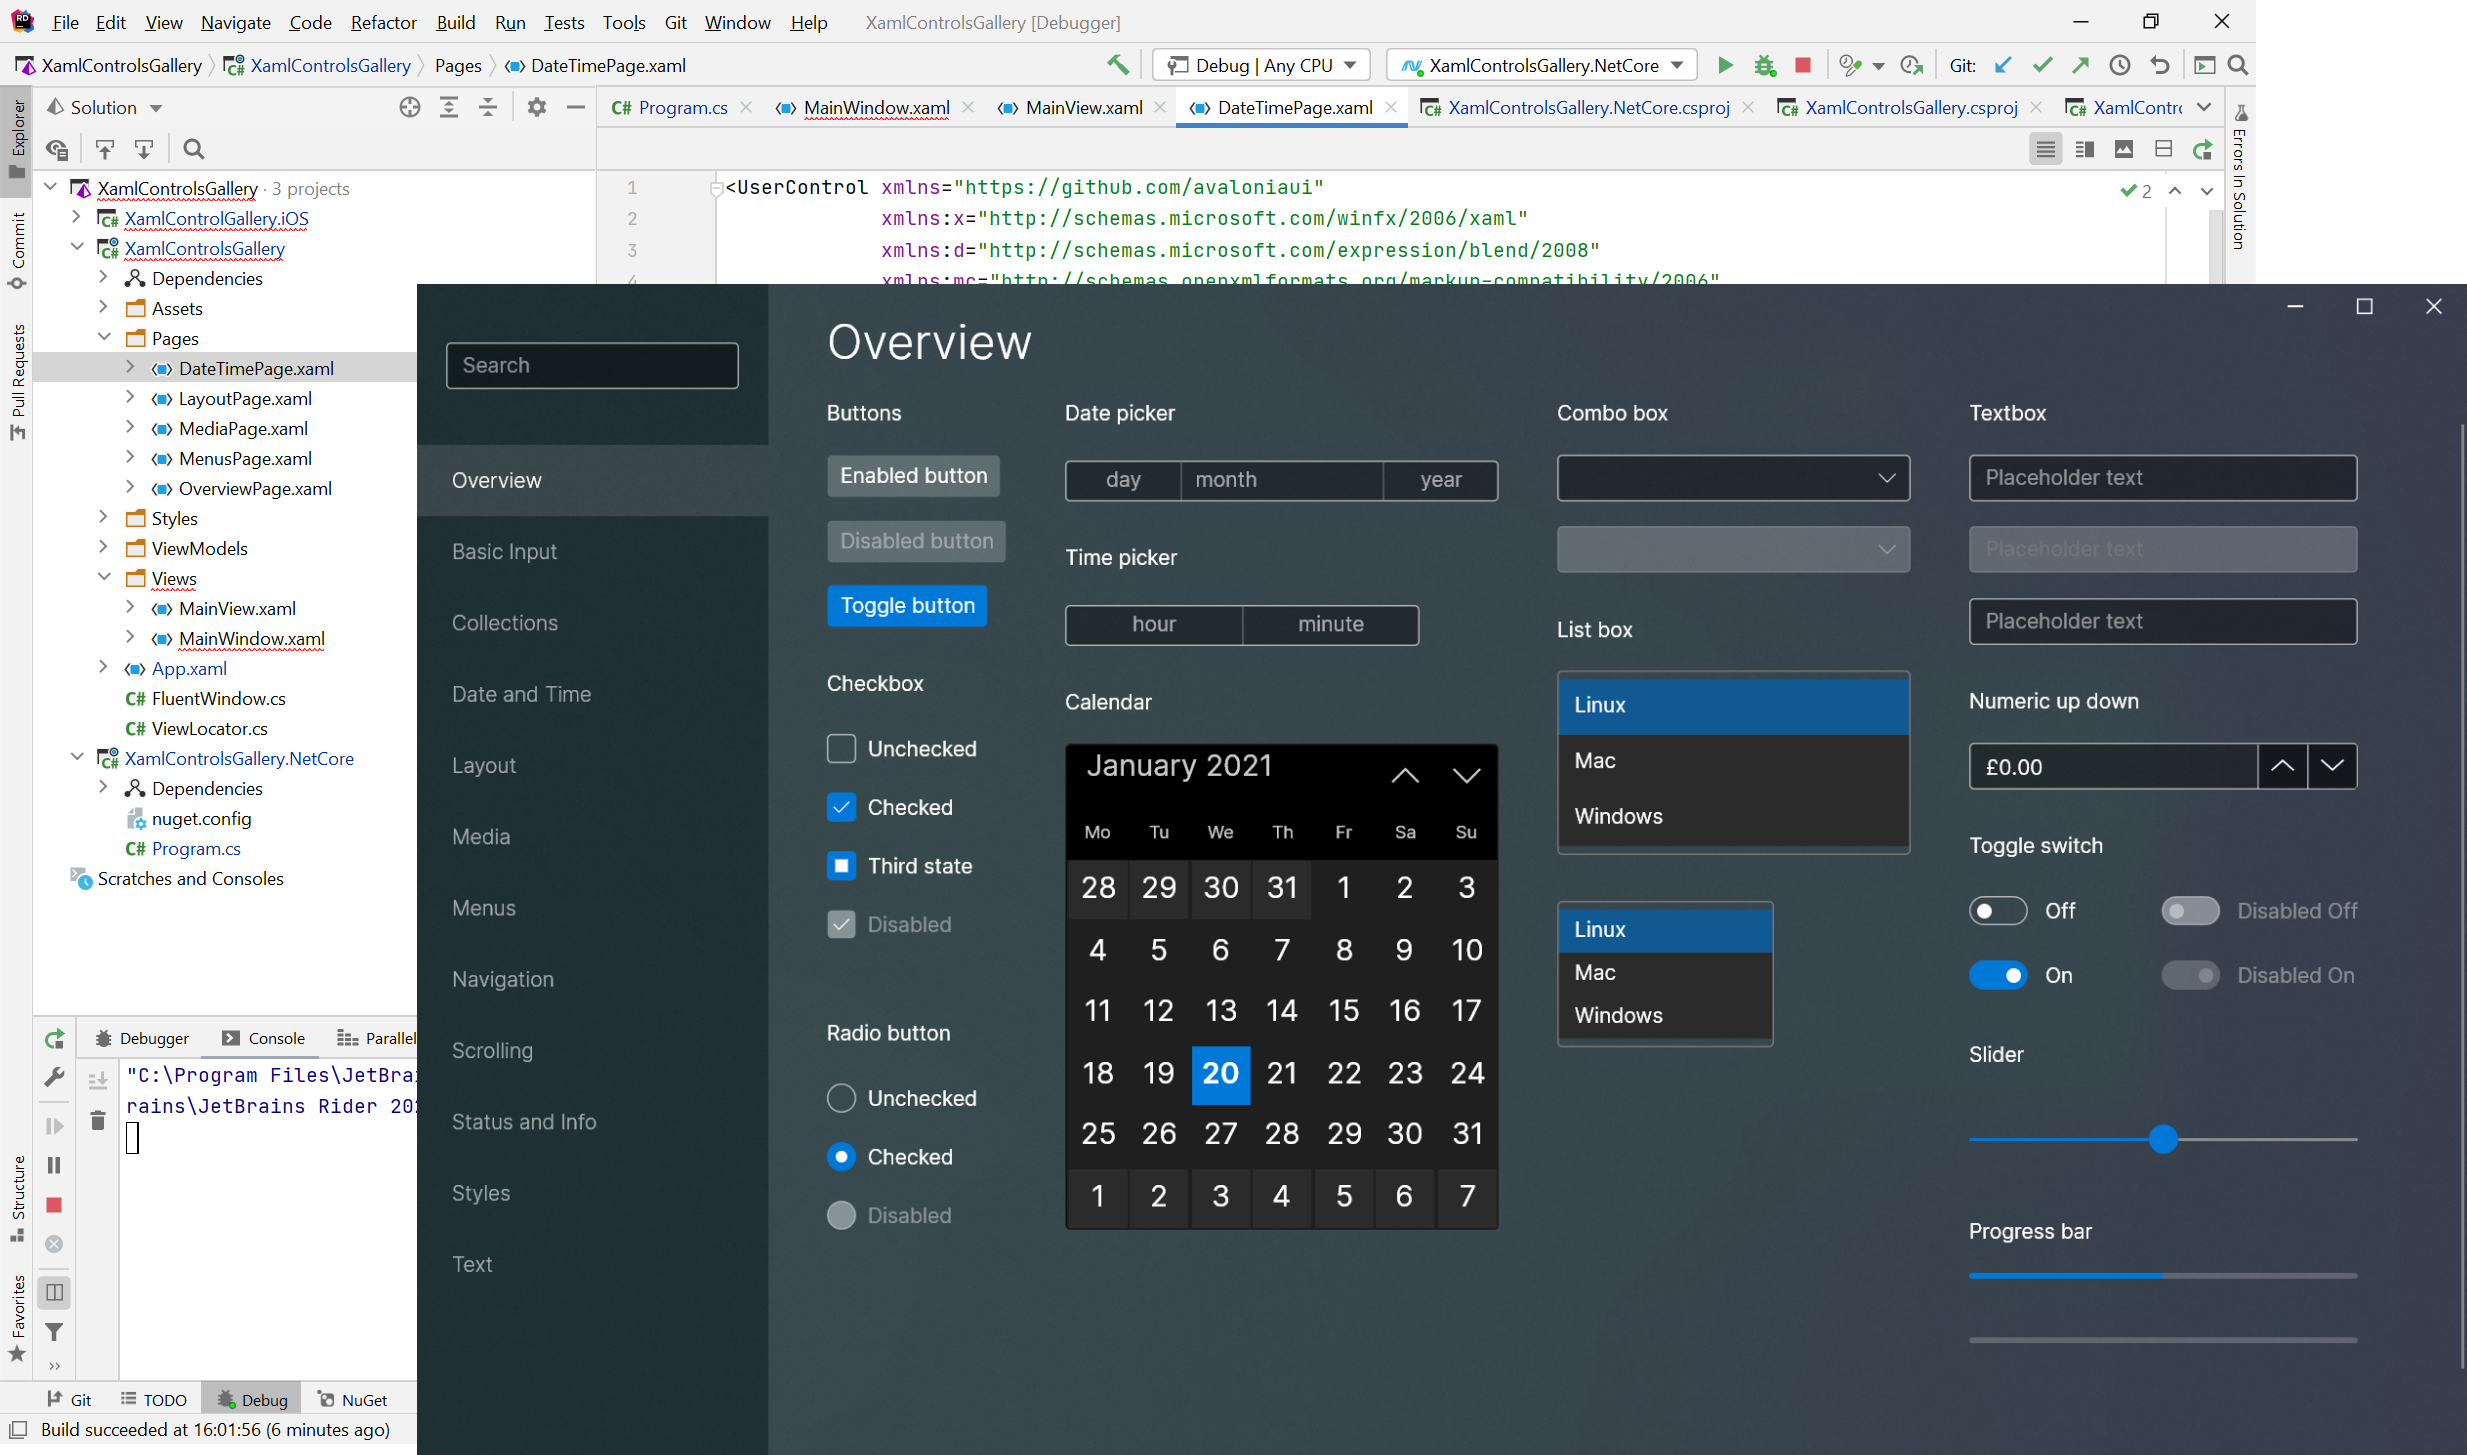 File Edit View Navigate Code Refactor Build Run Tests Tools Git Window Help XamlControlsGallery [Debugger]
XamlControlsGallery XamlControlsGallery Pages DateTimePage.xaml Debug | Any CPU XamlControlsGallery.NetCore Git:
Explorer
Commit
Pull Requests
Structure
Favorites
Solution
XamlControlsGallery · 3 projects
XamlControlGallery.iOS
XamlControlsGallery
Dependencies
Assets
Pages
DateTimePage.xaml
LayoutPage.xaml
MediaPage.xaml
MenusPage.xaml
OverviewPage.xaml
Styles
ViewModels
Views
MainView.xaml
MainWindow.xaml
App.xaml
C# FluentWindow.cs
C# ViewLocator.cs
XamlControlsGallery.NetCore
Dependencies
nuget.config
C# Program.cs
Scratches and Consoles
C# Program.cs MainWindow.xaml MainView.xaml DateTimePage.xaml XamlControlsGallery.NetCore.csproj XamlControlsGallery.csproj XamlContr
Errors In Solution
2
1 <UserControl xmlns="https://github.com/avaloniaui"
2 xmlns:x="http://schemas.microsoft.com/winfx/2006/xaml"
3 xmlns:d="http://schemas.microsoft.com/expression/blend/2008"
4 xmlns:mc="http://schemas.openxmlformats.org/markup-compatibility/2006"
Debugger Console Parallel
"C:\Program Files\JetBrai
rains\JetBrains Rider 20
Git TODO Debug NuGet
Build succeeded at 16:01:56 (6 minutes ago)
Search
Overview
Basic Input
Collections
Date and Time
Layout
Media
Menus
Navigation
Scrolling
Status and Info
Styles
Text
Overview
Buttons
Enabled button
Disabled button
Toggle button
Checkbox
Unchecked
Checked
Third state
Disabled
Radio button
Unchecked
Checked
Disabled
Date picker
day month year
Time picker
hour minute
Calendar
January 2021
Mo Tu We Th Fr Sa Su
28 29 30 31 1 2 3
4 5 6 7 8 9 10
11 12 13 14 15 16 17
18 19 20 21 22 23 24
25 26 27 28 29 30 31
1 2 3 4 5 6 7
Combo box
List box
Linux
Mac
Windows
Linux
Mac
Windows
Textbox
Placeholder text
Placeholder text
Placeholder text
Numeric up down
£0.00
Toggle switch
Off Disabled Off
On Disabled On
Slider
Progress bar